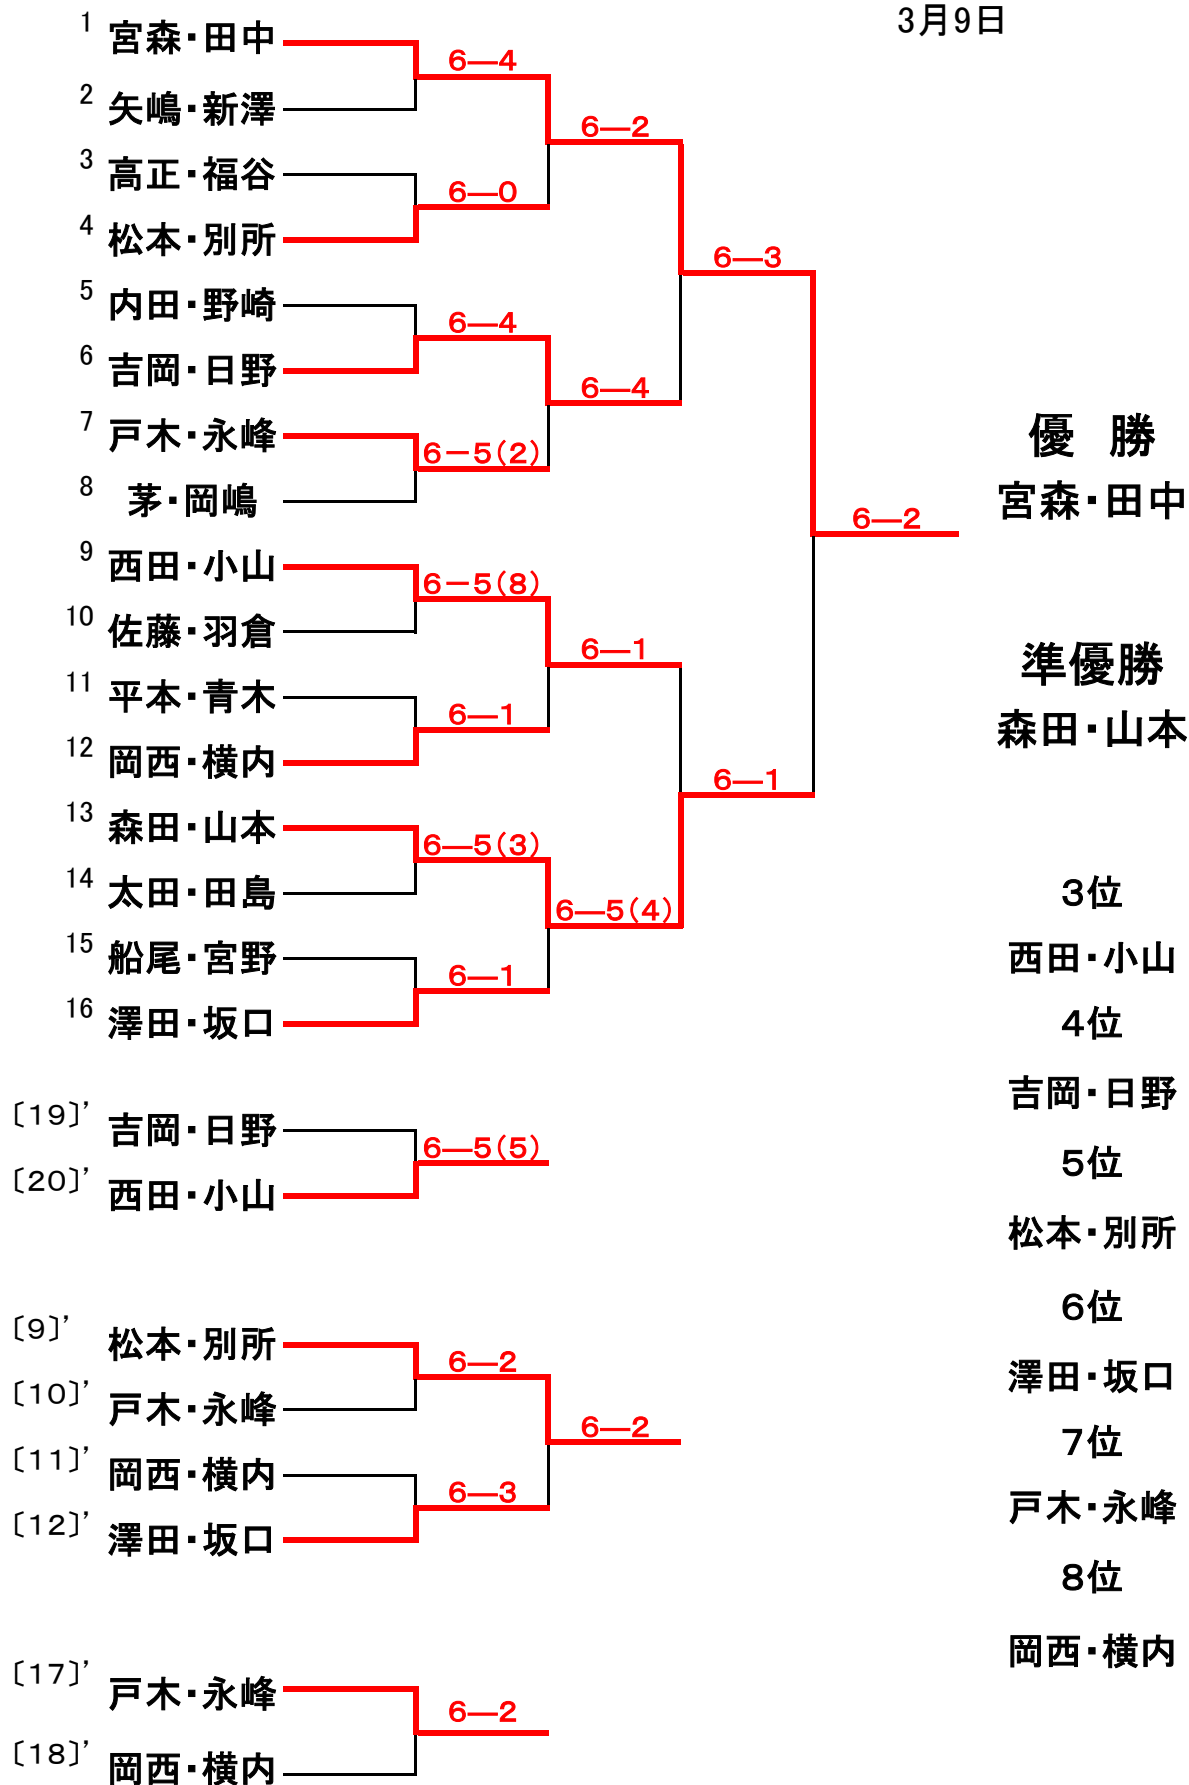 3月9日
1 宮森・田中
6―4
2 矢嶋・新澤
6―2
3 高正・福谷
6―0
4 松本・別所
6―3
5 内田・野崎
6―4
6 吉岡・日野
6―4
7 戸木・永峰
6－5(2)
8 茅・岡嶋
優 勝
宮森・田中
6―2
9 西田・小山
6－5(8)
10 佐藤・羽倉
6―1
11 平本・青木
6―1
12 岡西・横内
準優勝
森田・山本
6―1
13 森田・山本
6―5(3)
14 太田・田島
6―5(4)
15 船尾・宮野
6―1
16 澤田・坂口
3位
西田・小山
4位
吉岡・日野
5位
松本・別所
6位
澤田・坂口
7位
戸木・永峰
8位
岡西・横内
〔19〕’ 吉岡・日野
6―5(5)
〔20〕’ 西田・小山
〔9〕’ 松本・別所
6―2
〔10〕’ 戸木・永峰
6―2
〔11〕’ 岡西・横内
6―3
〔12〕’ 澤田・坂口
〔17〕’ 戸木・永峰
6―2
〔18〕’ 岡西・横内